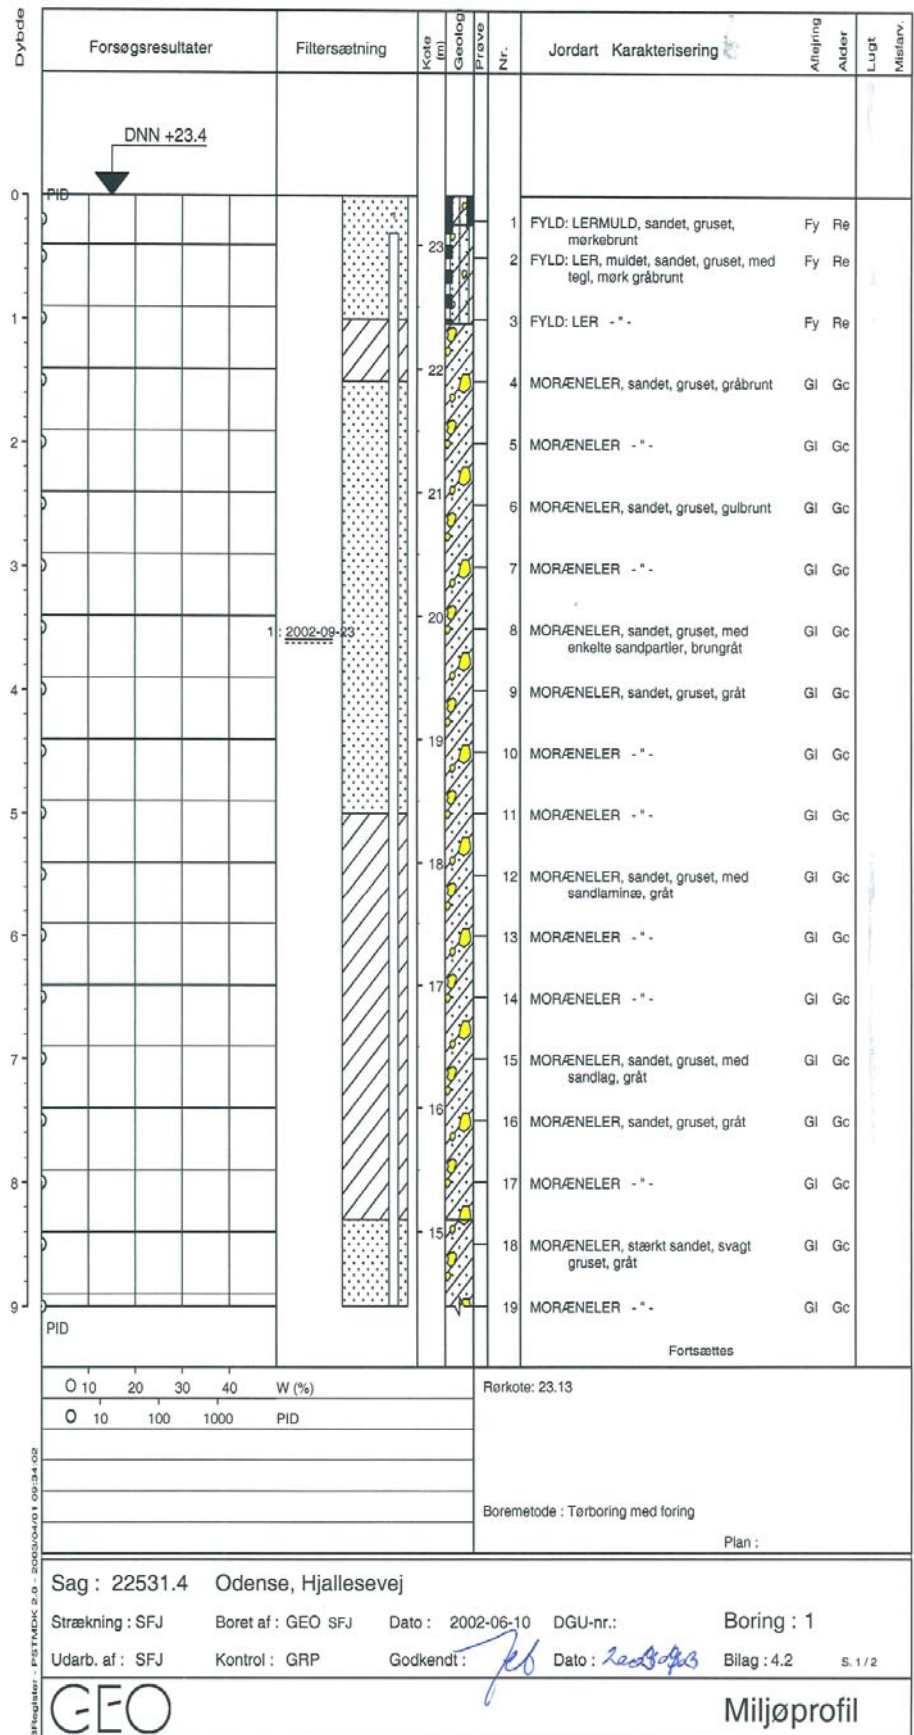 Dybde
Forsøgsresultater
Filtersætning
Kote (m)
Geologi
Prøve
Nr.
Jordart Karakterisering
Aflejring
Alder
Lugt
Misfarv.
DNN +23.4
0 PID
23
1 FYLD: LERMULD, sandet, gruset, Fy Re
mørkebrunt
2 FYLD: LER, muldet, sandet, gruset, med Fy Re
tegl, mørk gråbrunt
1
3 FYLD: LER - " - Fy Re
22
4 MORÆNELER, sandet, gruset, gråbrunt Gl Gc
2
5 MORÆNELER - " - Gl Gc
21
6 MORÆNELER, sandet, gruset, gulbrunt Gl Gc
3
7 MORÆNELER - " - Gl Gc
20
1 : 2002-09-23
8 MORÆNELER, sandet, gruset, med Gl Gc
enkelte sandpartier, brungråt
4
9 MORÆNELER, sandet, gruset, gråt Gl Gc
19
10 MORÆNELER - " - Gl Gc
5
11 MORÆNELER - " - Gl Gc
18
12 MORÆNELER, sandet, gruset, med Gl Gc
sandlaminæ, gråt
6
13 MORÆNELER - " - Gl Gc
17
14 MORÆNELER - " - Gl Gc
7
15 MORÆNELER, sandet, gruset, med Gl Gc
sandlag, gråt
16
16 MORÆNELER, sandet, gruset, gråt Gl Gc
8
17 MORÆNELER - " - Gl Gc
15
18 MORÆNELER, stærkt sandet, svagt Gl Gc
gruset, gråt
9
19 MORÆNELER - " - Gl Gc
PID
Fortsættes
O 10 20 30 40 W (%)
O 10 100 1000 PID
Rørkote: 23.13
Boremetode : Tørboring med foring
Plan :
Register - PSTMDK 2.0 - 2003/04/01 09:34:02
Sag : 22531.4 Odense, Hjallesevej
Strækning : SFJ Boret af : GEO SFJ Dato : 2002-06-10 DGU-nr.: Boring : 1
Udarb. af : SFJ Kontrol : GRP Godkendt : Dato : Bilag : 4.2 S. 1 / 2
GEO Miljøprofil